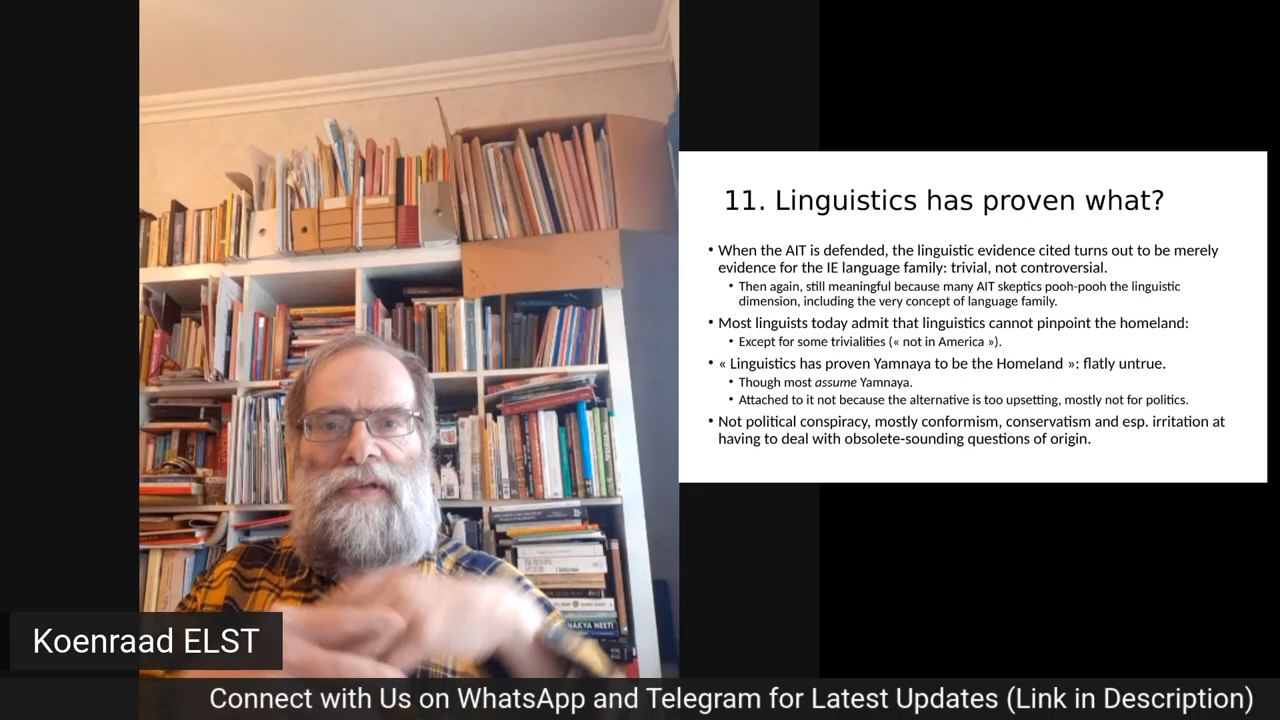 11. Linguistics has proven what?
• When the AIT is defended, the linguistic evidence cited turns out to be merely
evidence for the IE language family: trivial, not controversial.
• Then again, still meaningful because many AIT skeptics pooh-pooh the linguistic
dimension, including the very concept of language family.
• Most linguists today admit that linguistics cannot pinpoint the homeland:
• Except for some trivialities (« not in America »).
• « Linguistics has proven Yamnaya to be the Homeland »: flatly untrue.
• Though most assume Yamnaya.
• Attached to it not because the alternative is too upsetting, mostly not for politics.
• Not political conspiracy, mostly conformism, conservatism and esp. irritation at
having to deal with obsolete-sounding questions of origin.
NAKYA NEETI
Koenraad ELST
Connect with Us on WhatsApp and Telegram for Latest Updates (Link in Description)